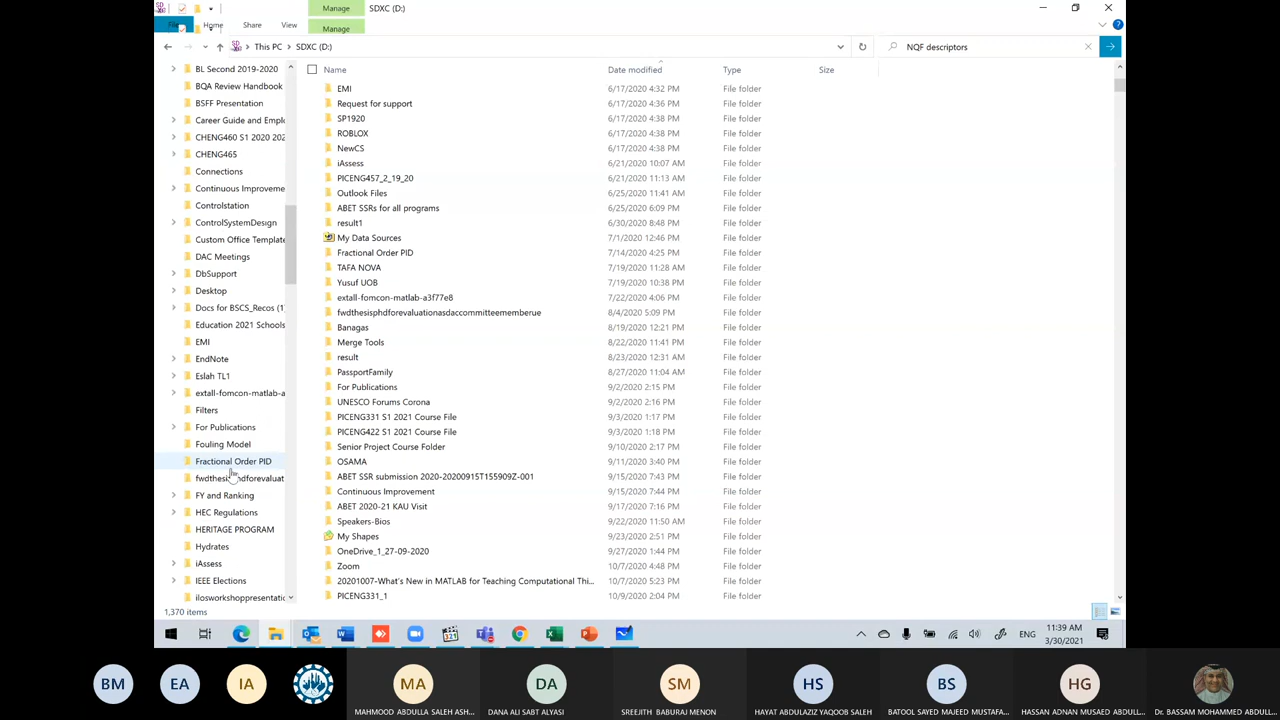 SDXC (D:)
Manage
File
Home
Share
View
Manage
This PC > SDXC (D:)
NQF descriptors
Name
Date modified
Type
Size
BL Second 2019-2020
BQA Review Handbook
BSFF Presentation
Career Guide and Emplo
CHENG460 S1 2020 202
CHENG465
Connections
Continuous Improveme
Controlstation
ControlSystemDesign
Custom Office Template
DAC Meetings
DbSupport
Desktop
Docs for BSCS_Recos (1)
Education 2021 Schools
EMI
EndNote
Eslah TL1
extall-fomcon-matlab-a
Filters
For Publications
Fouling Model
Fractional Order PID
FY and Ranking
HEC Regulations
HERITAGE PROGRAM
Hydrates
iAssess
IEEE Elections
ilosworkshoppresentatio
EMI 6/17/2020 4:32 PM File folder
Request for support 6/17/2020 4:36 PM File folder
SP1920 6/17/2020 4:38 PM File folder
ROBLOX 6/17/2020 4:38 PM File folder
NewCS 6/17/2020 4:38 PM File folder
iAssess 6/21/2020 10:07 AM File folder
PICENG457_2_19_20 6/21/2020 11:13 AM File folder
Outlook Files 6/25/2020 11:41 AM File folder
ABET SSRs for all programs 6/25/2020 6:09 PM File folder
result1 6/30/2020 8:48 PM File folder
My Data Sources 7/1/2020 12:46 PM File folder
Fractional Order PID 7/14/2020 4:25 PM File folder
TAFA NOVA 7/19/2020 11:28 AM File folder
Yusuf UOB 7/19/2020 10:38 PM File folder
extall-fomcon-matlab-a3f77e8 7/22/2020 4:06 PM File folder
fwdthesisphdforevaluationasdaccommitteememberue 8/4/2020 5:09 PM File folder
Banagas 8/19/2020 12:21 PM File folder
Merge Tools 8/22/2020 11:41 PM File folder
result 8/23/2020 12:31 AM File folder
PassportFamily 8/27/2020 11:04 AM File folder
For Publications 9/2/2020 2:15 PM File folder
UNESCO Forums Corona 9/2/2020 2:16 PM File folder
PICENG331 S1 2021 Course File 9/3/2020 1:17 PM File folder
PICENG422 S1 2021 Course File 9/3/2020 1:18 PM File folder
Senior Project Course Folder 9/10/2020 2:17 PM File folder
OSAMA 9/11/2020 3:40 PM File folder
ABET SSR submission 2020-20200915T155909Z-001 9/15/2020 7:43 PM File folder
Continuous Improvement 9/15/2020 7:44 PM File folder
ABET 2020-21 KAU Visit 9/17/2020 7:16 PM File folder
Speakers-Bios 9/22/2020 11:50 AM File folder
My Shapes 9/23/2020 2:51 PM File folder
OneDrive_1_27-09-2020 9/27/2020 1:44 PM File folder
Zoom 10/7/2020 4:48 PM File folder
20201007-What's New in MATLAB for Teaching Computational Thi... 10/7/2020 5:23 PM File folder
PICENG331_1 10/9/2020 2:04 PM File folder
1,370 items
ENG
11:39 AM
3/30/2021
BM
EA
IA
MA
DA
SM
HS
BS
HG
MAHMOOD ABDULLA SALEH ASH...
DANA ALI SABT ALYASI
SREEJITH BABURAJ MENON
HAYAT ABDULAZIZ YAQOOB SALEH
BATOOL SAYED MAJEED MUSTAFA...
HASSAN ADNAN MUSAED ABDUL...
Dr. BASSAM MOHAMMED ABDULL...